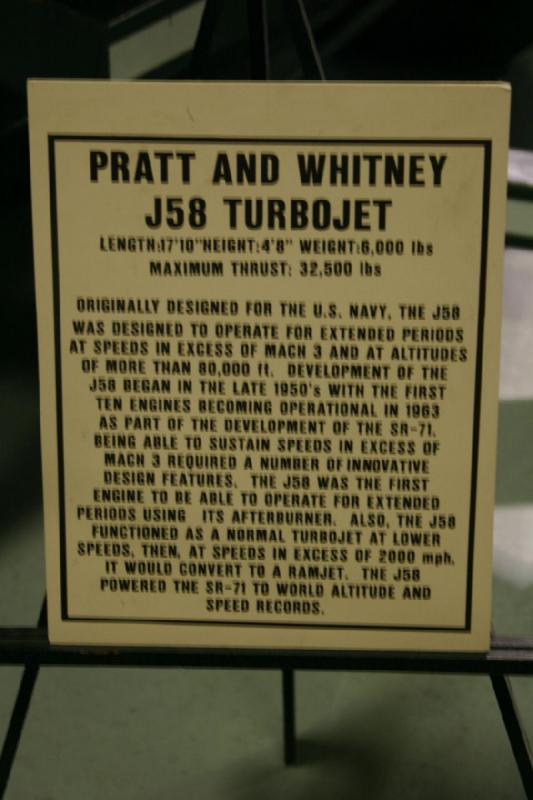 PRATT AND WHITNEY
J58 TURBOJET
LENGTH:17'10"HEIGHT:4'8" WEIGHT:6,000 lbs
MAXIMUM THRUST: 32,500 lbs
ORIGINALLY DESIGNED FOR THE U.S. NAVY, THE J58
WAS DESIGNED TO OPERATE FOR EXTENDED PERIODS
AT SPEEDS IN EXCESS OF MACH 3 AND AT ALTITUDES
OF MORE THAN 80,000 ft. DEVELOPMENT OF THE
J58 BEGAN IN THE LATE 1950's WITH THE FIRST
TEN ENGINES BECOMING OPERATIONAL IN 1963
AS PART OF THE DEVELOPMENT OF THE SR-71.
BEING ABLE TO SUSTAIN SPEEDS IN EXCESS OF
MACH 3 REQUIRED A NUMBER OF INNOVATIVE
DESIGN FEATURES. THE J58 WAS THE FIRST
ENGINE TO BE ABLE TO OPERATE FOR EXTENDED
PERIODS USING ITS AFTERBURNER. ALSO, THE J58
FUNCTIONED AS A NORMAL TURBOJET AT LOWER
SPEEDS, THEN, AT SPEEDS IN EXCESS OF 2000 mph,
IT WOULD CONVERT TO A RAMJET. THE J58
POWERED THE SR-71 TO WORLD ALTITUDE AND
SPEED RECORDS.